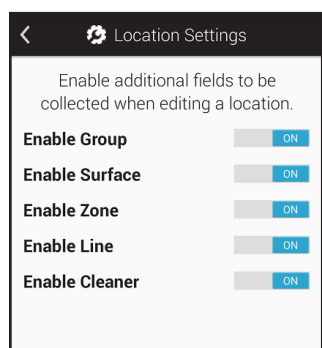 Location Settings
Enable additional fields to be
collected when editing a location.
Enable Group ON
Enable Surface ON
Enable Zone ON
Enable Line ON
Enable Cleaner ON